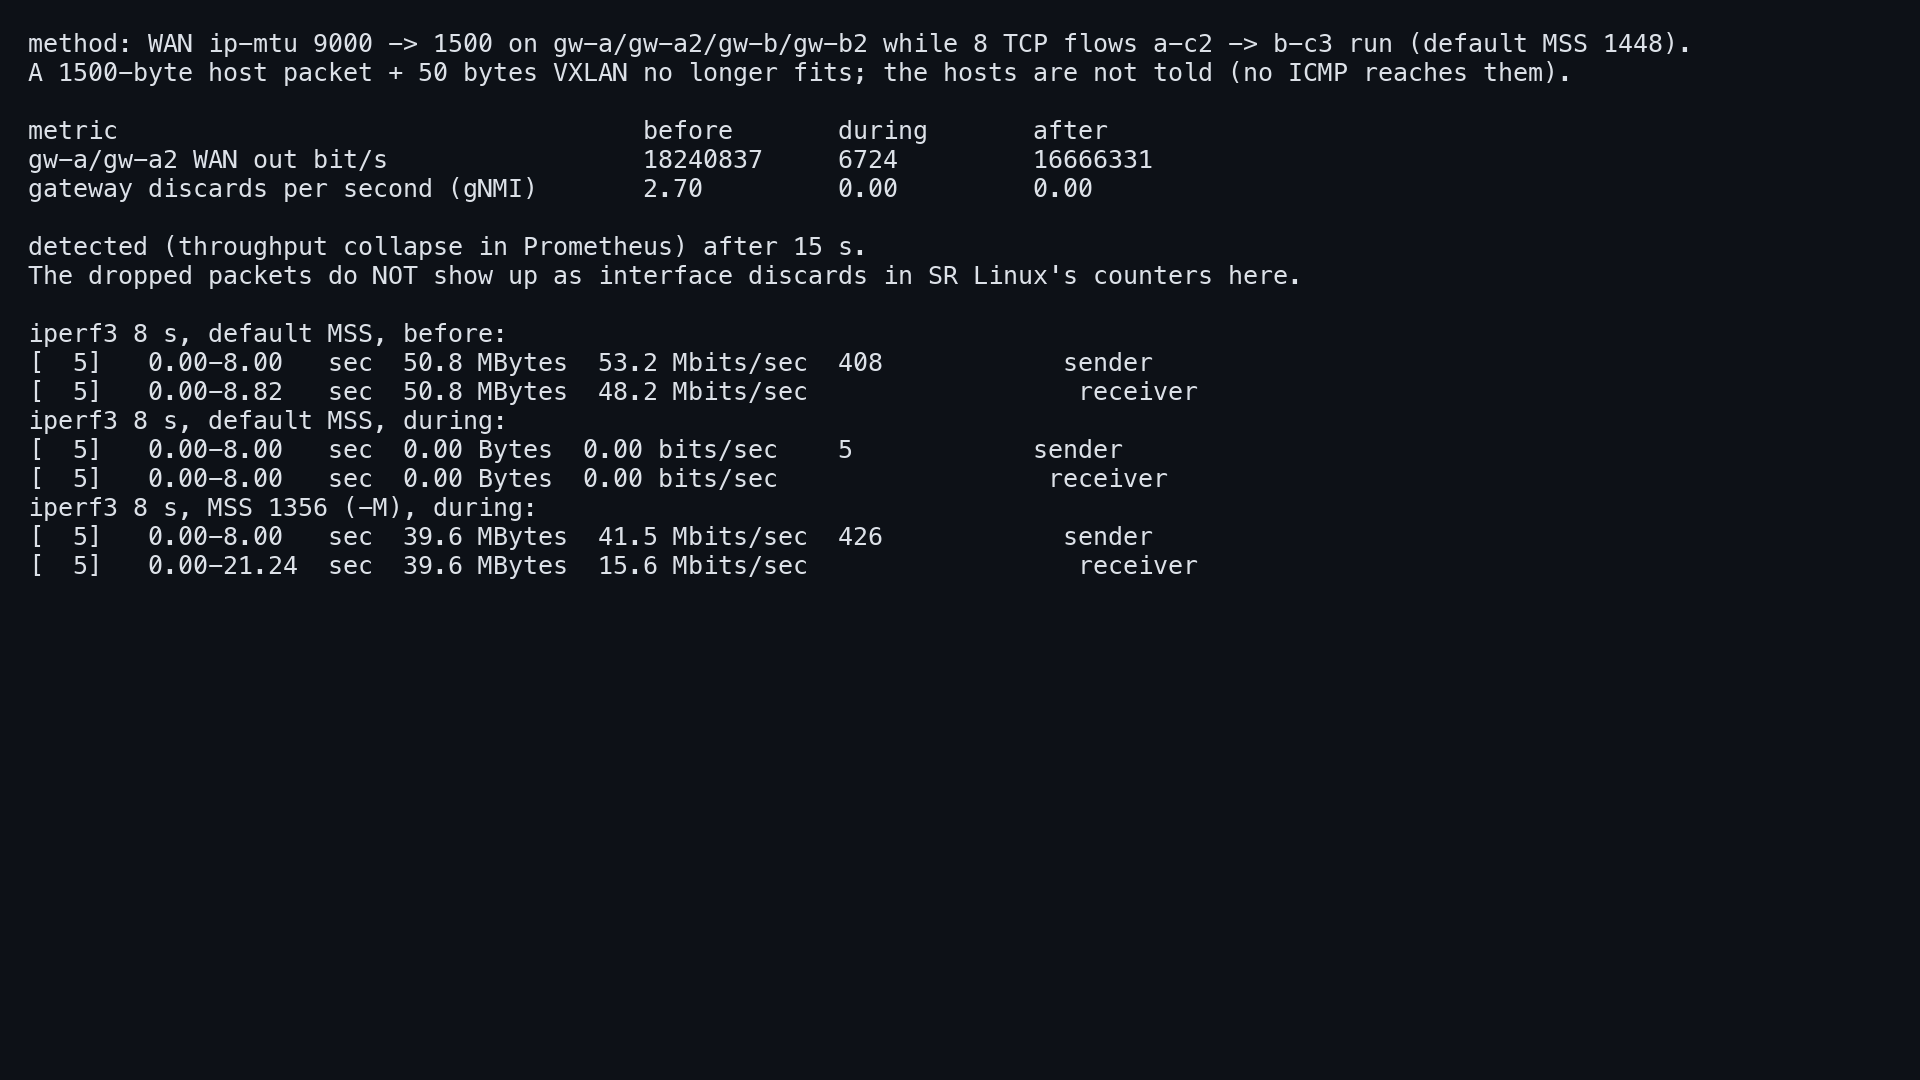 method: WAN ip-mtu 9000 -> 1500 on gw-a/gw-a2/gw-b/gw-b2 while 8 TCP flows a-c2 -> b-c3 run (default MSS 1448).
A 1500-byte host packet + 50 bytes VXLAN no longer fits; the hosts are not told (no ICMP reaches them).

metric                                   before       during       after
gw-a/gw-a2 WAN out bit/s                 18240837     6724         16666331
gateway discards per second (gNMI)       2.70         0.00         0.00

detected (throughput collapse in Prometheus) after 15 s.
The dropped packets do NOT show up as interface discards in SR Linux's counters here.

iperf3 8 s, default MSS, before:
[  5]   0.00-8.00   sec  50.8 MBytes  53.2 Mbits/sec  408            sender
[  5]   0.00-8.82   sec  50.8 MBytes  48.2 Mbits/sec                  receiver
iperf3 8 s, default MSS, during:
[  5]   0.00-8.00   sec  0.00 Bytes  0.00 bits/sec    5            sender
[  5]   0.00-8.00   sec  0.00 Bytes  0.00 bits/sec                  receiver
iperf3 8 s, MSS 1356 (-M), during:
[  5]   0.00-8.00   sec  39.6 MBytes  41.5 Mbits/sec  426            sender
[  5]   0.00-21.24  sec  39.6 MBytes  15.6 Mbits/sec                  receiver